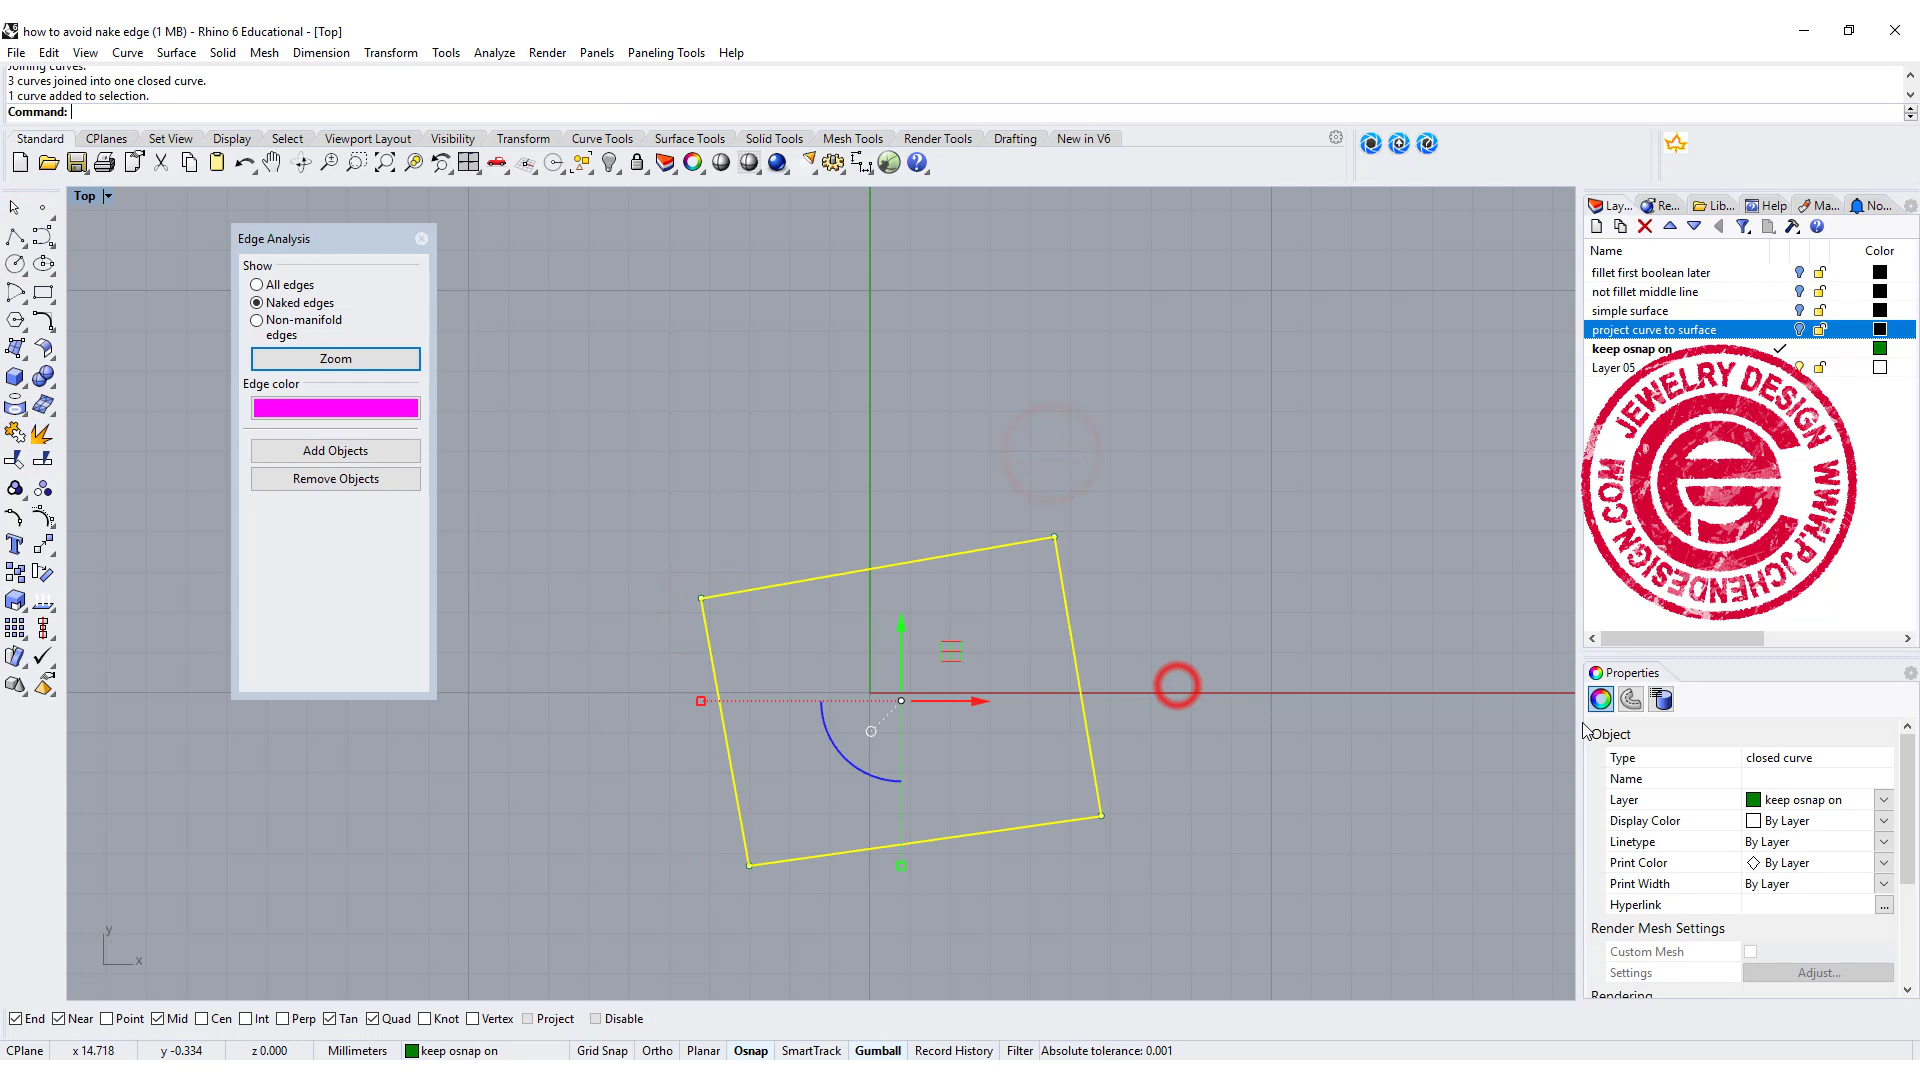 how to avoid nake edge (1 MB) - Rhino 6 Educational - [Top]
File Edit View Curve Surface Solid Mesh Dimension Transform Tools Analyze Render Panels Paneling Tools Help
Joining curves.
3 curves joined into one closed curve.
1 curve added to selection.
Command:
Standard CPlanes Set View Display Select Viewport Layout Visibility Transform Curve Tools Surface Tools Solid Tools Mesh Tools Render Tools Drafting New in V6
Top
Lay... Re... Lib... Help Ma... No...
Name Color
fillet first boolean later
not fillet middle line
simple surface
project curve to surface
keep osnap on
Layer 05
JEWELRY DESIGN WWW.PJCHENDESIGN.COM
Edge Analysis
Show
All edges
Naked edges
Non-manifold
edges
Zoom
Edge color
Add Objects
Remove Objects
y
x
Properties
Object
Type closed curve
Name
Layer keep osnap on
Display Color By Layer
Linetype By Layer
Print Color By Layer
Print Width By Layer
Hyperlink ...
Render Mesh Settings
Custom Mesh
Settings Adjust...
Rendering
End Near Point Mid Cen Int Perp Tan Quad Knot Vertex Project Disable
CPlane x 14.718 y -0.334 z 0.000 Millimeters keep osnap on Grid Snap Ortho Planar Osnap SmartTrack Gumball Record History Filter Absolute tolerance: 0.001